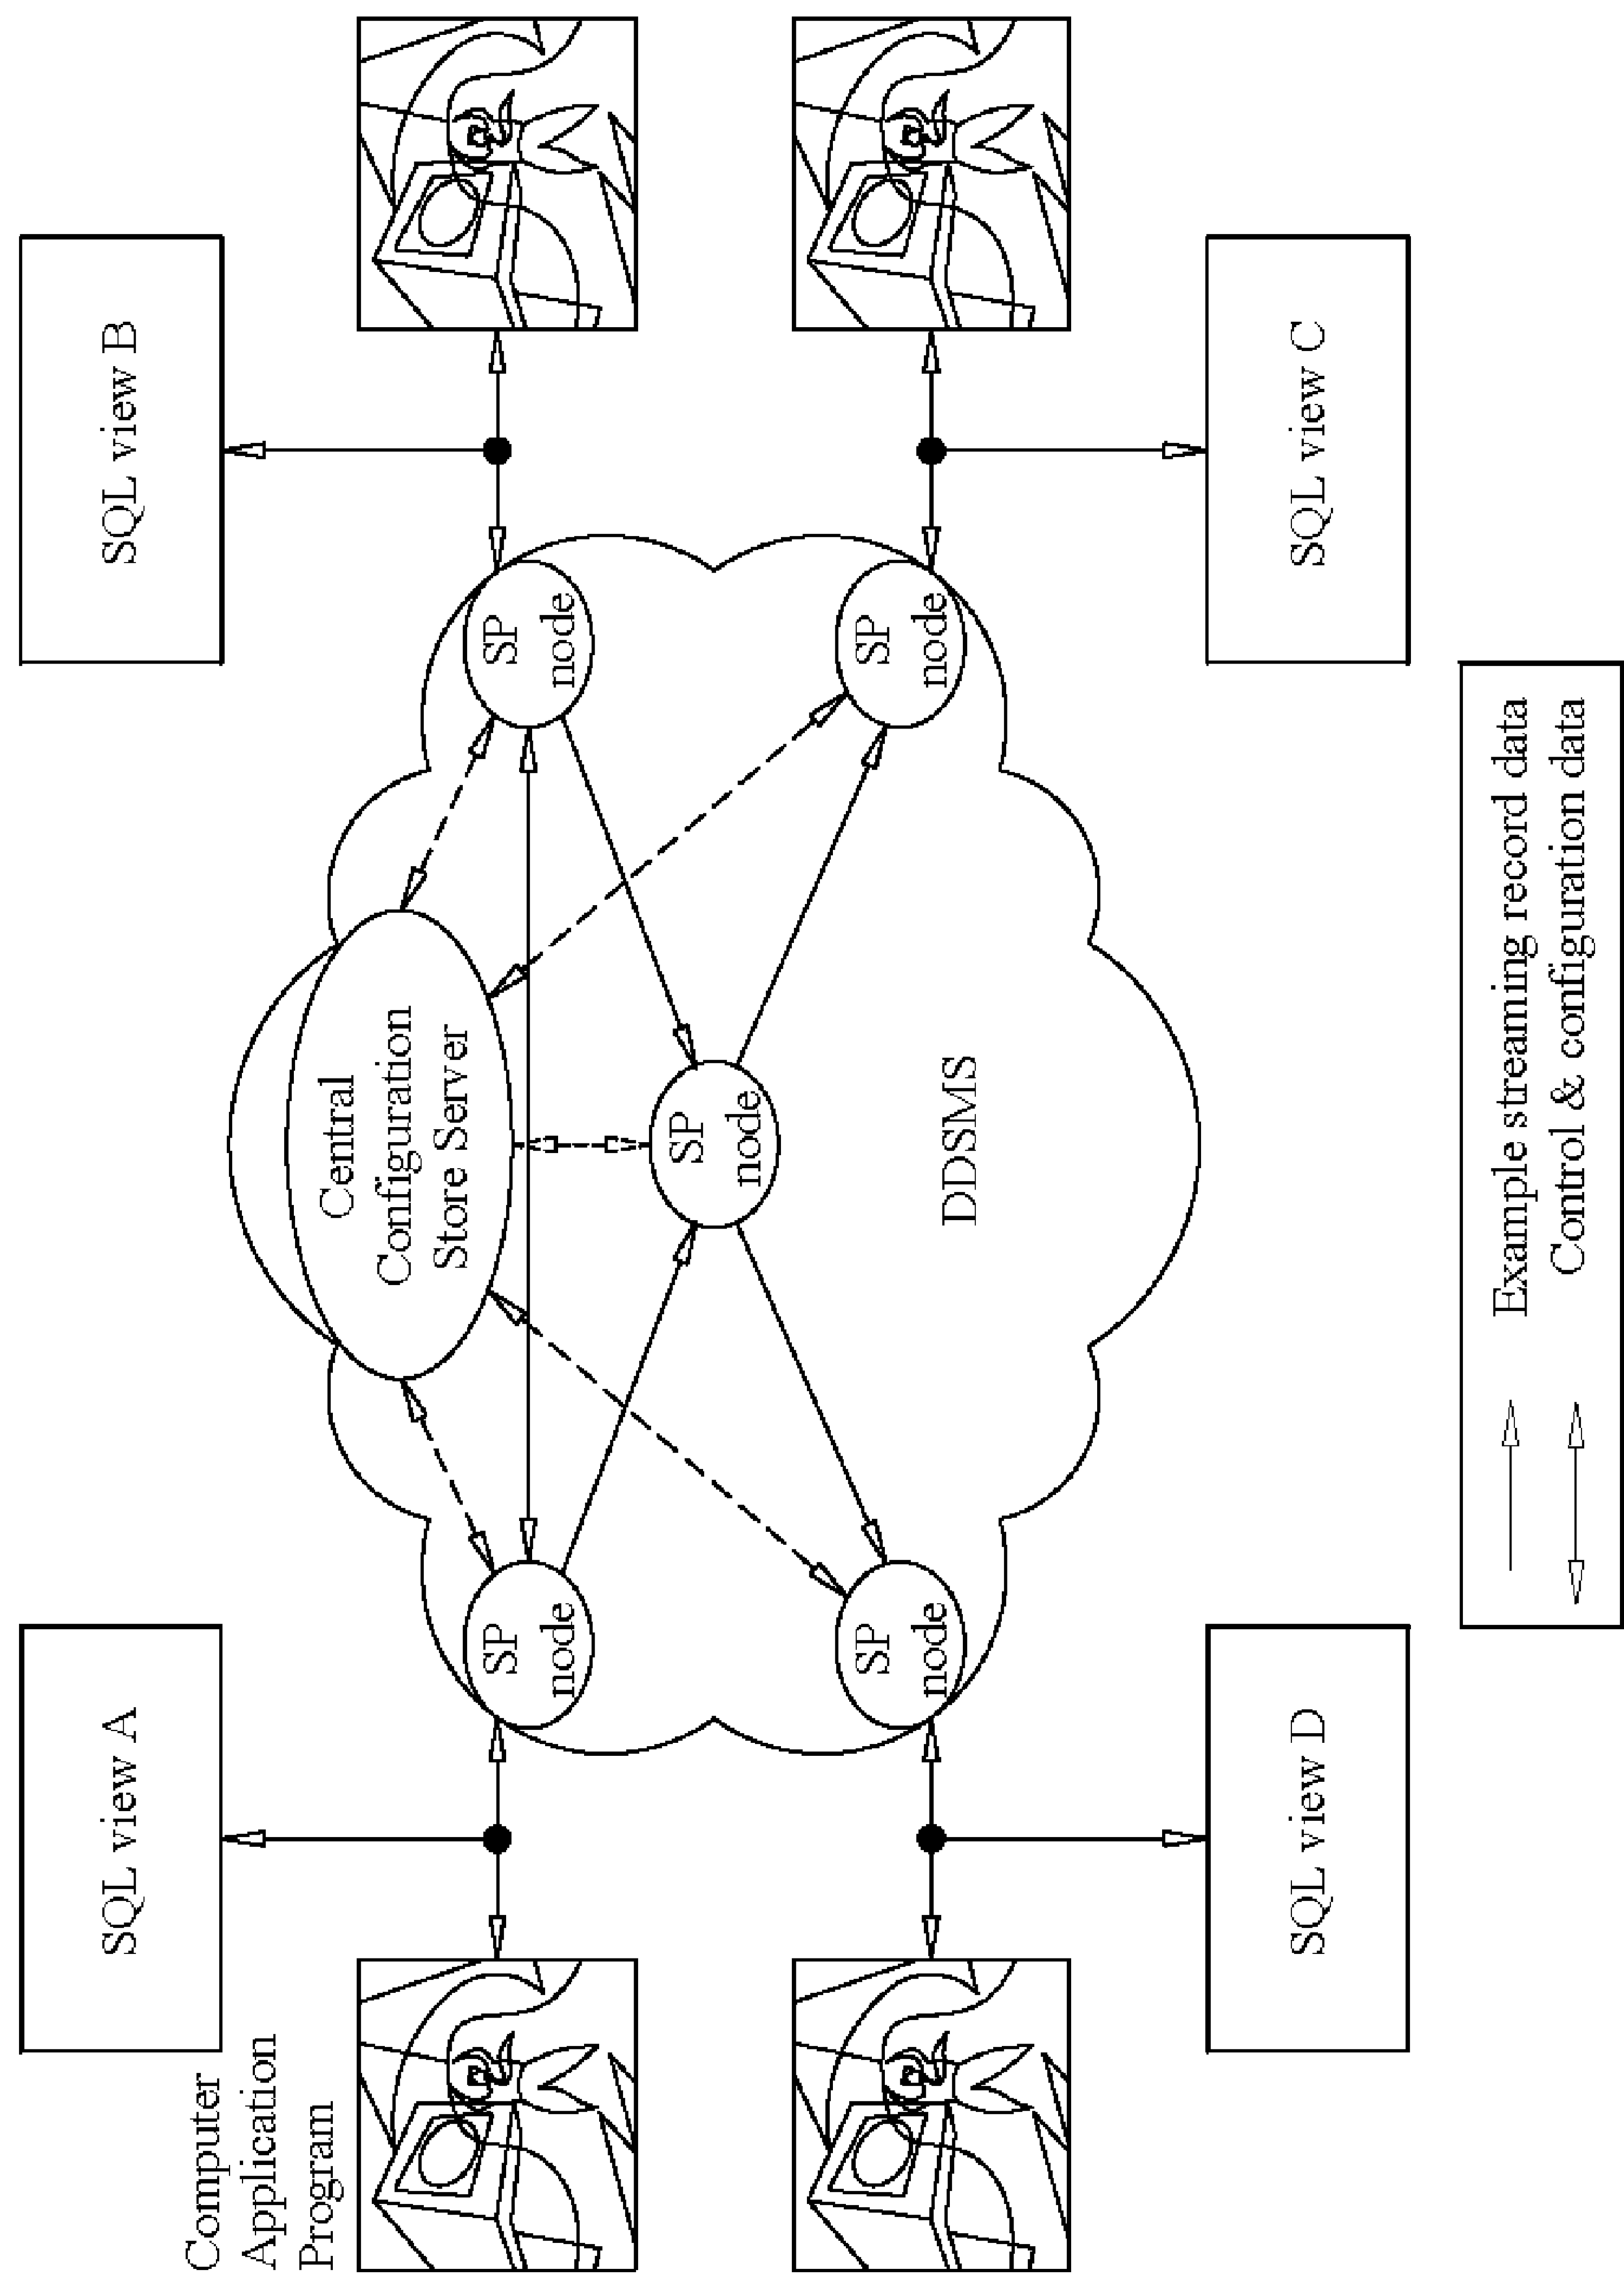 SQL view A
SQL view B
Computer
Application
Program
Central
Configuration
Store Server
SP
node
SP
node
SP
node
SP
node
SP
node
DDSMS
SQL view D
SQL view C
Example streaming record data
Control & configuration data